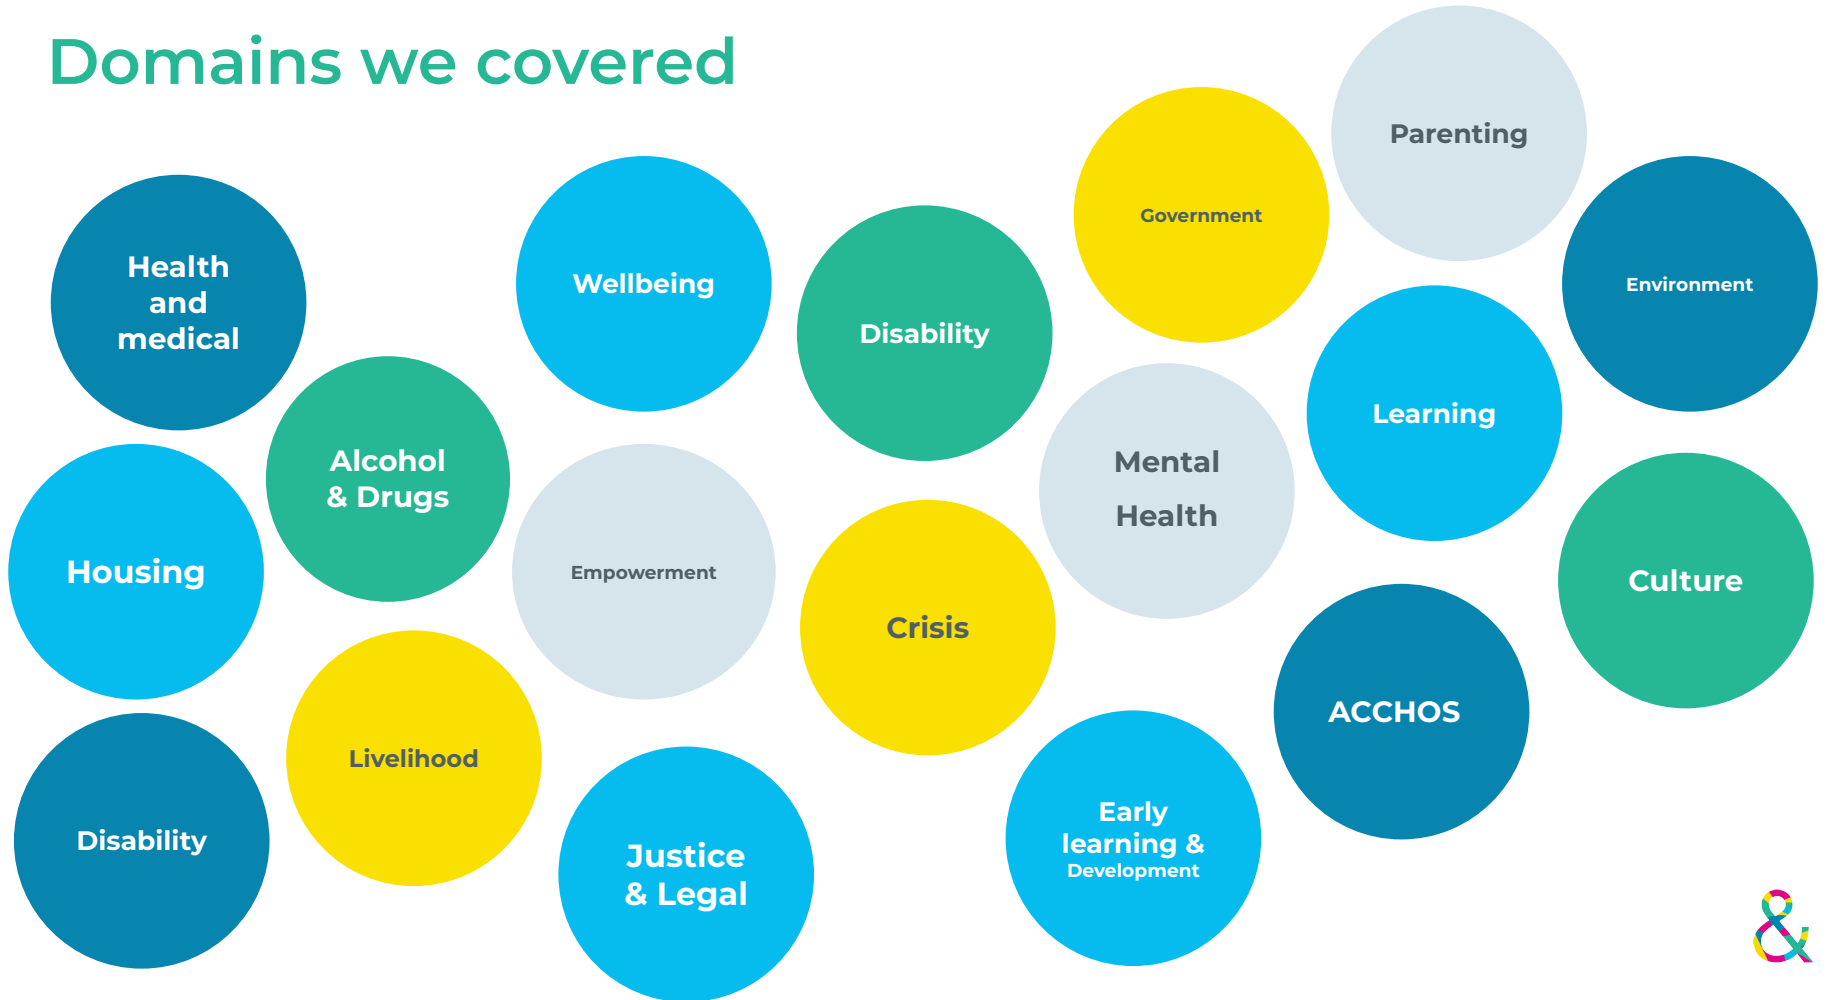 Domains we covered
Parenting
Government
Health
and
medical
Wellbeing
Disability
Environment
Learning
Alcohol
& Drugs
Mental
Health
Housing
Empowerment
Crisis
Culture
ACCHOS
Livelihood
Disability
Justice
& Legal
Early
learning &
Development
&